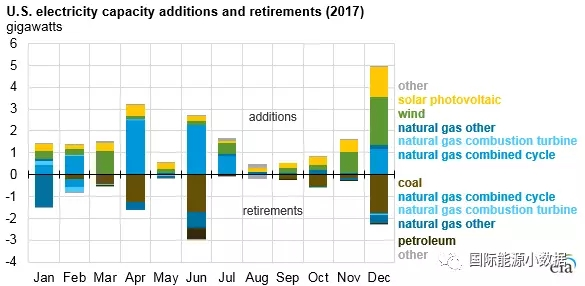 U.S. electricity capacity additions and retirements (2017)
gigawatts
6
5
4
3
2
1
0
-1
-2
-3
-4
additions
retirements
Jan Feb Mar Apr May Jun Jul Aug Sep Oct Nov Dec
other
solar photovoltaic
wind
natural gas other
natural gas combustion turbine
natural gas combined cycle
coal
natural gas combined cycle
natural gas combustion turbine
natural gas other
petroleum
other
国际能源小数据
eia